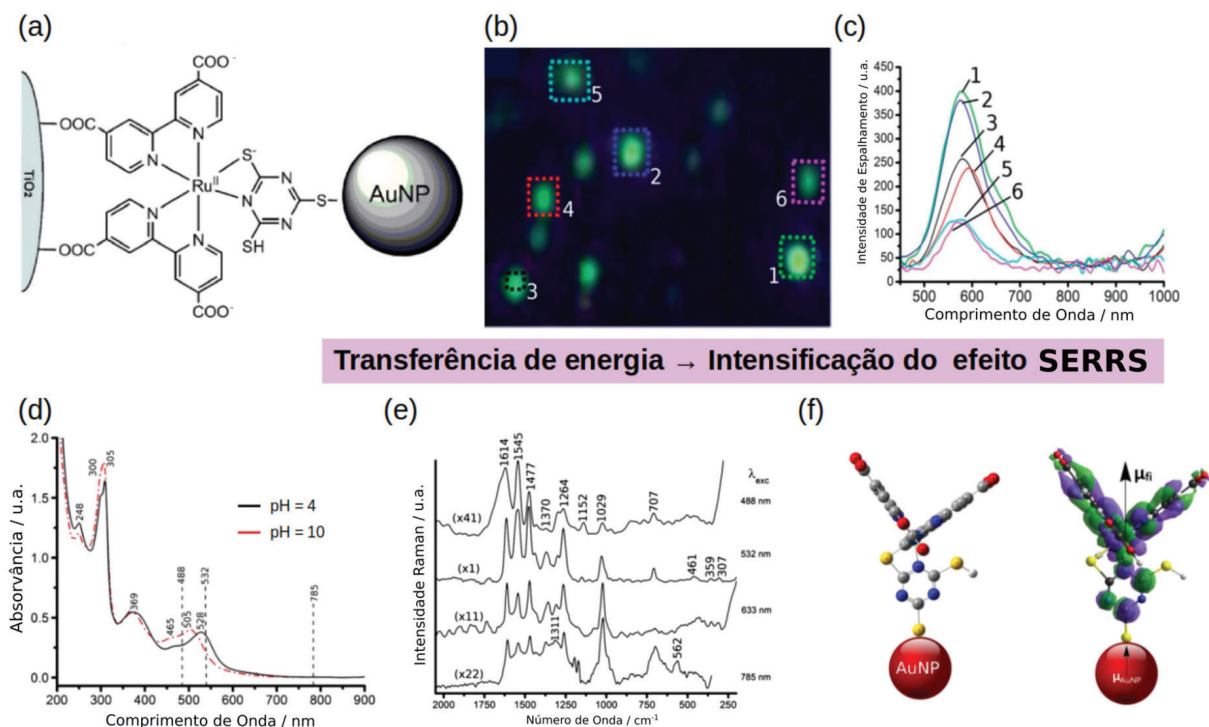 (a)
COO⁻
OOC
TiO₂
N
N
Ruᴵᴵ
N
N
S⁻
N
N
N
S
SH
AuNP
OOC
COO⁻
(b)
5
2
4
6
3
1
(c)
Intensidade de Espalhamento / u.a.
450
400
350
300
250
200
150
100
50
0
1
2
3
4
5
6
500 600 700 800 900 1000
Comprimento de Onda / nm
Transferência de energia → Intensificação do efeito SERRS
(d)
Absorvância / u.a.
2.0
1.5
1.0
0.5
0.0
248
300
305
369
465
488
505
528
532
785
pH = 4
pH = 10
200 300 400 500 600 700 800 900
Comprimento de Onda / nm
(e)
Intensidade Raman / u.a.
1614
1545
1477
1370
1264
1152
1029
707
λexc
488 nm
(x41)
(x1)
461
359
307
532 nm
(x11)
1311
633 nm
(x22)
562
785 nm
2000 1750 1500 1250 1000 750 500 200
Número de Onda / cm⁻¹
(f)
AuNP
μfi
μAuNP